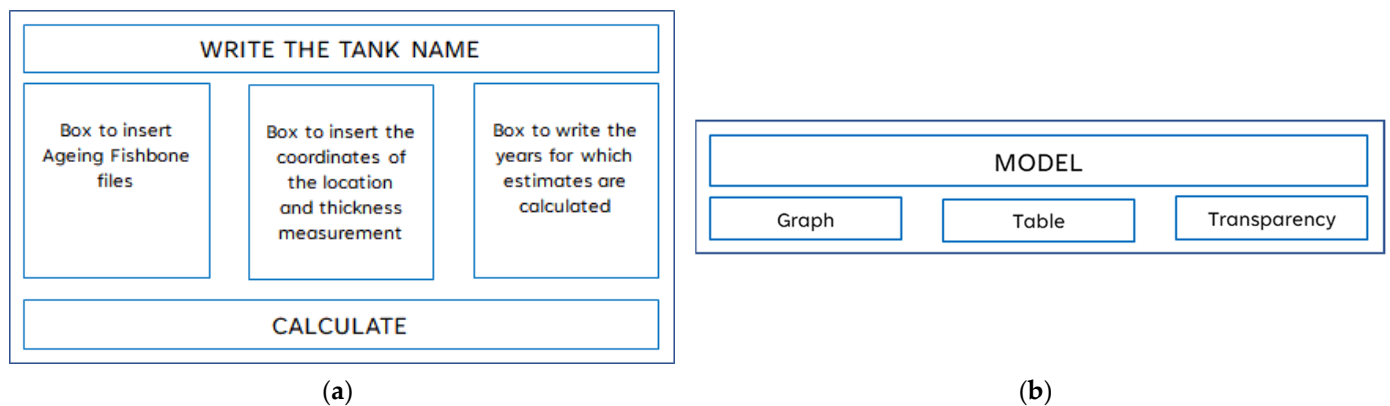 WRITE THE TANK NAME
Box to insert
Ageing Fishbone
files
Box to insert the
coordinates of
the location
and thickness
measurement
Box to write the
years for which
estimates are
calculated
CALCULATE
(a)
MODEL
Graph
Table
Transparency
(b)